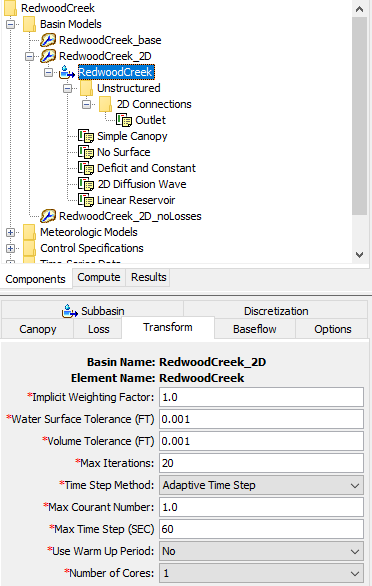 RedwoodCreek
Basin Models
RedwoodCreek_base
RedwoodCreek_2D
RedwoodCreek
Unstructured
2D Connections
Outlet
Simple Canopy
No Surface
Deficit and Constant
2D Diffusion Wave
Linear Reservoir
RedwoodCreek_2D_noLosses
Meteorologic Models
Control Specifications
Time-Series Data
Components Compute Results
Subbasin Discretization
Canopy Loss Transform Baseflow Options
Basin Name: RedwoodCreek_2D
Element Name: RedwoodCreek
*Implicit Weighting Factor: 1.0
*Water Surface Tolerance (FT) 0.001
*Volume Tolerance (FT) 0.001
*Max Iterations: 20
*Time Step Method: Adaptive Time Step
*Max Courant Number: 1.0
*Max Time Step (SEC) 60
*Use Warm Up Period: No
*Number of Cores: 1